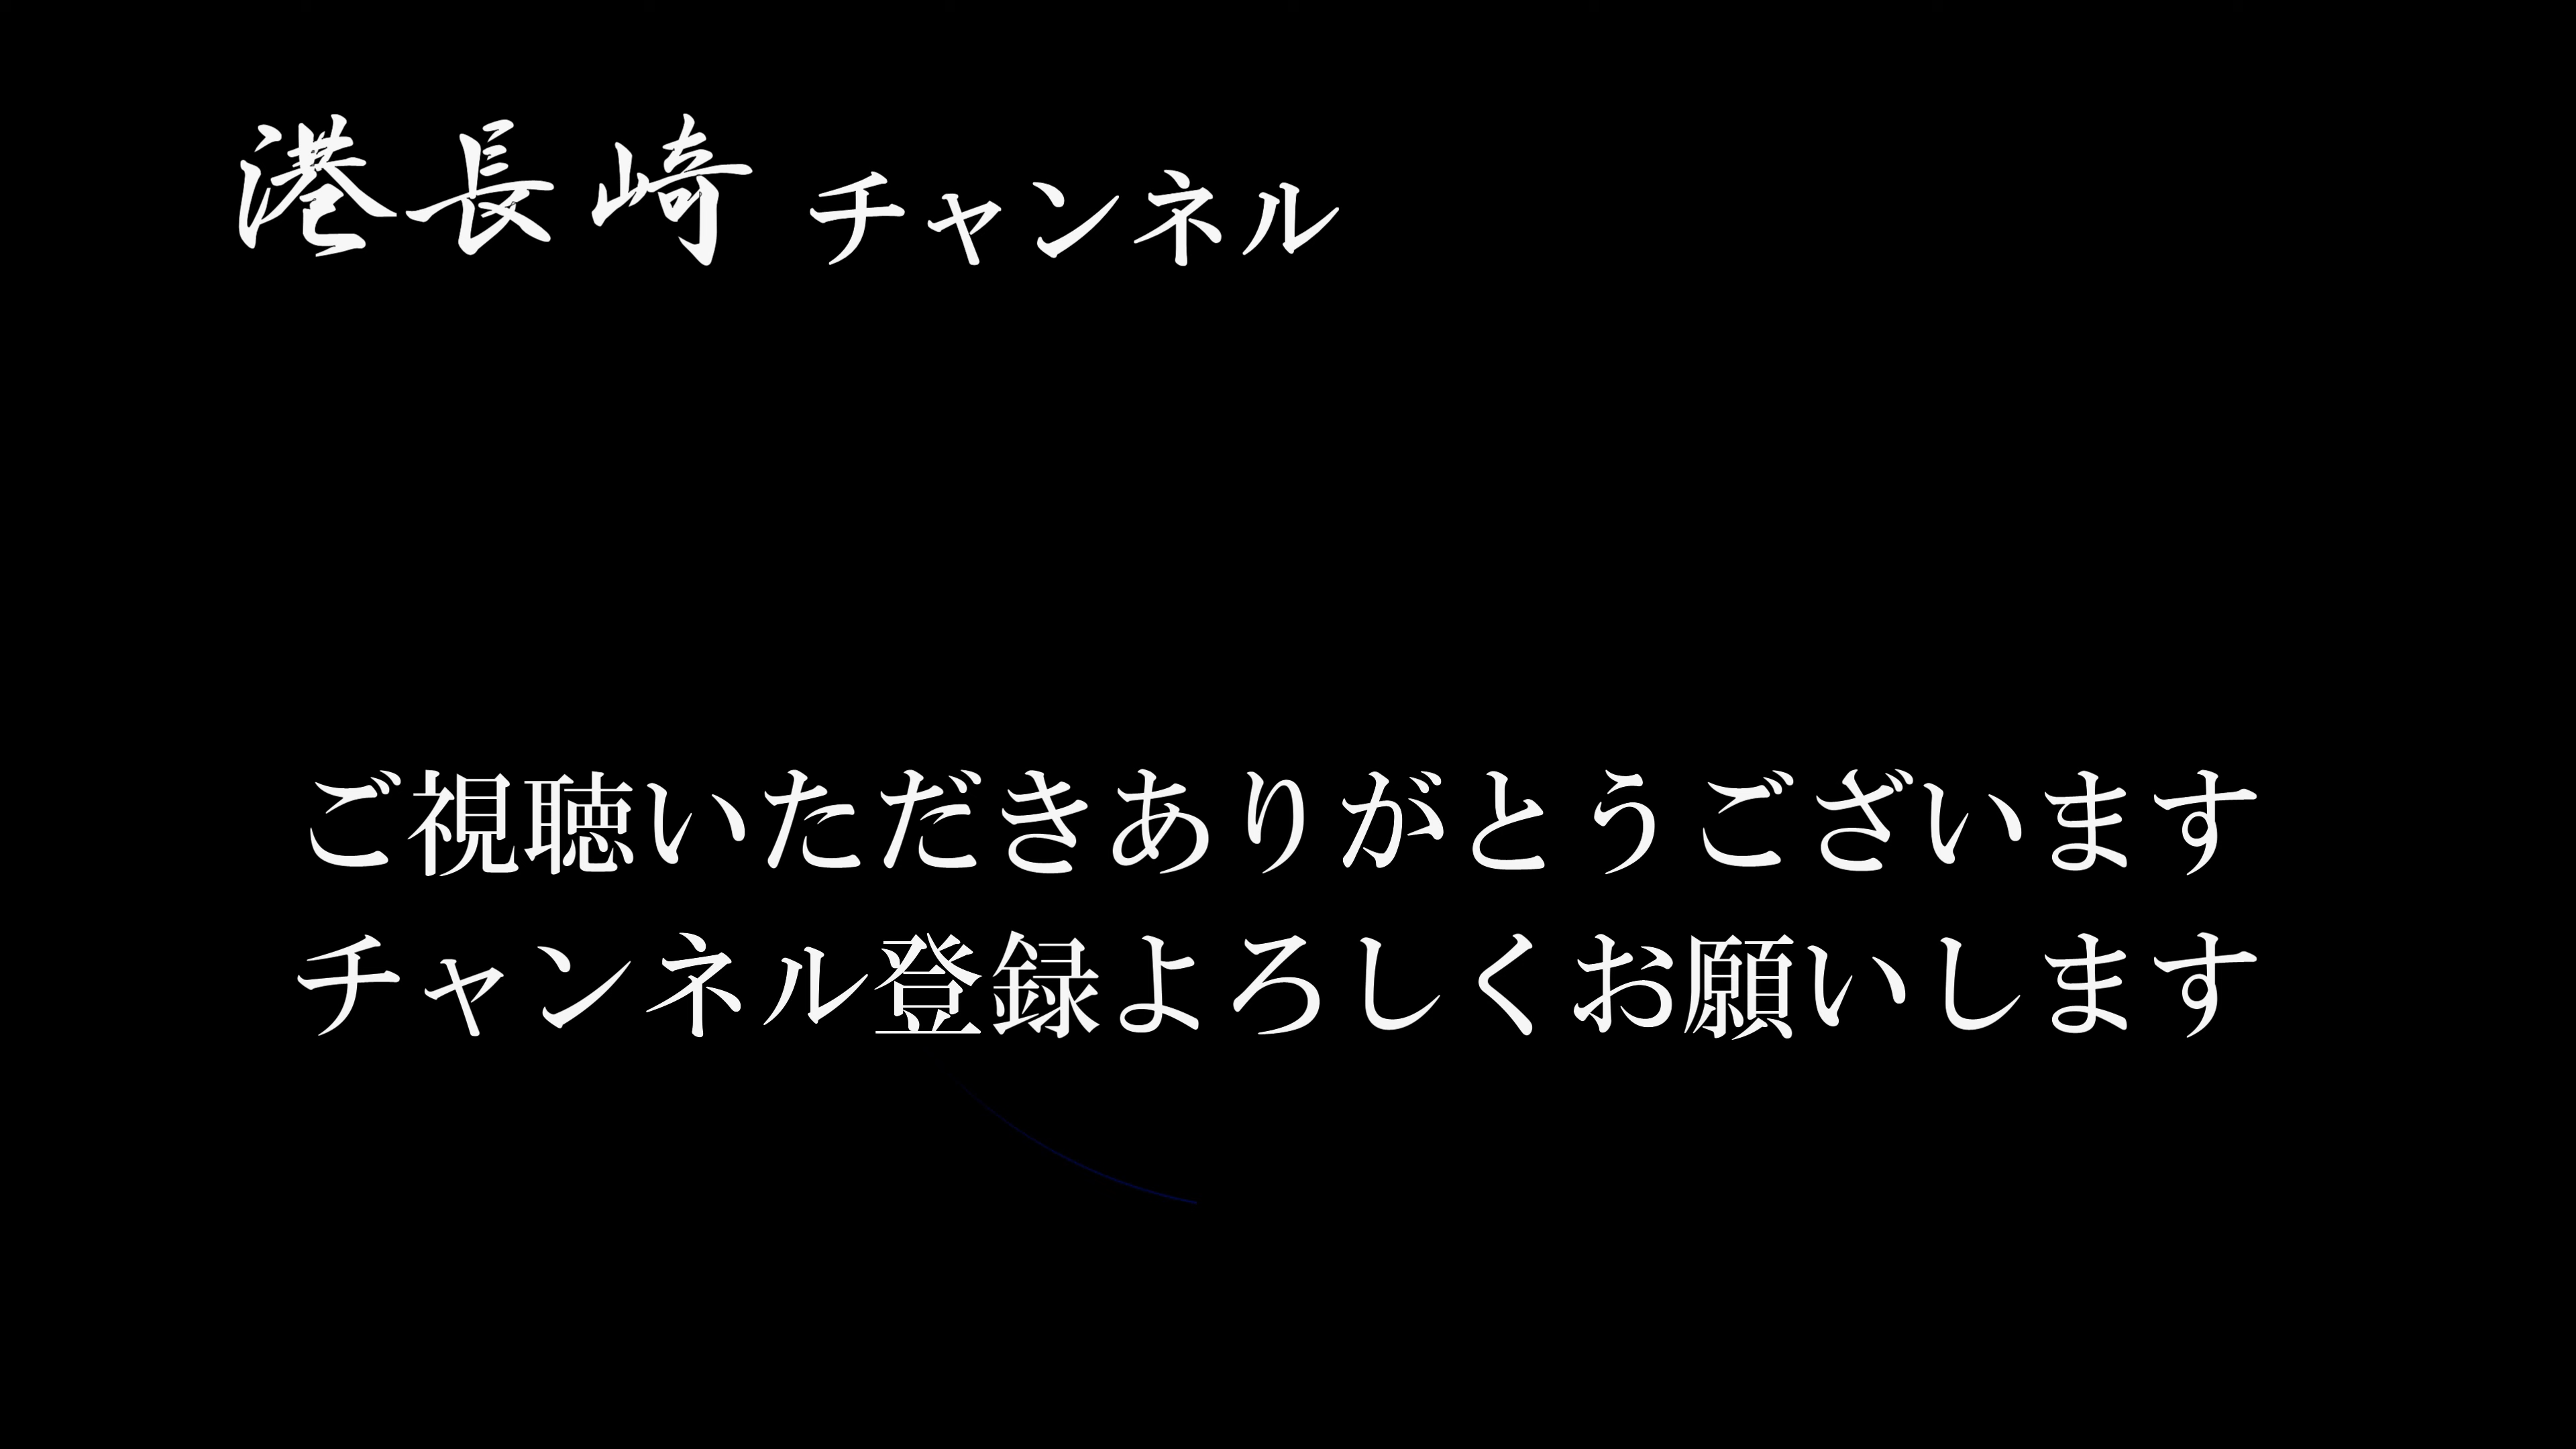 港長崎 チャンネル
ご視聴いただきありがとうございます
チャンネル登録よろしくお願いします